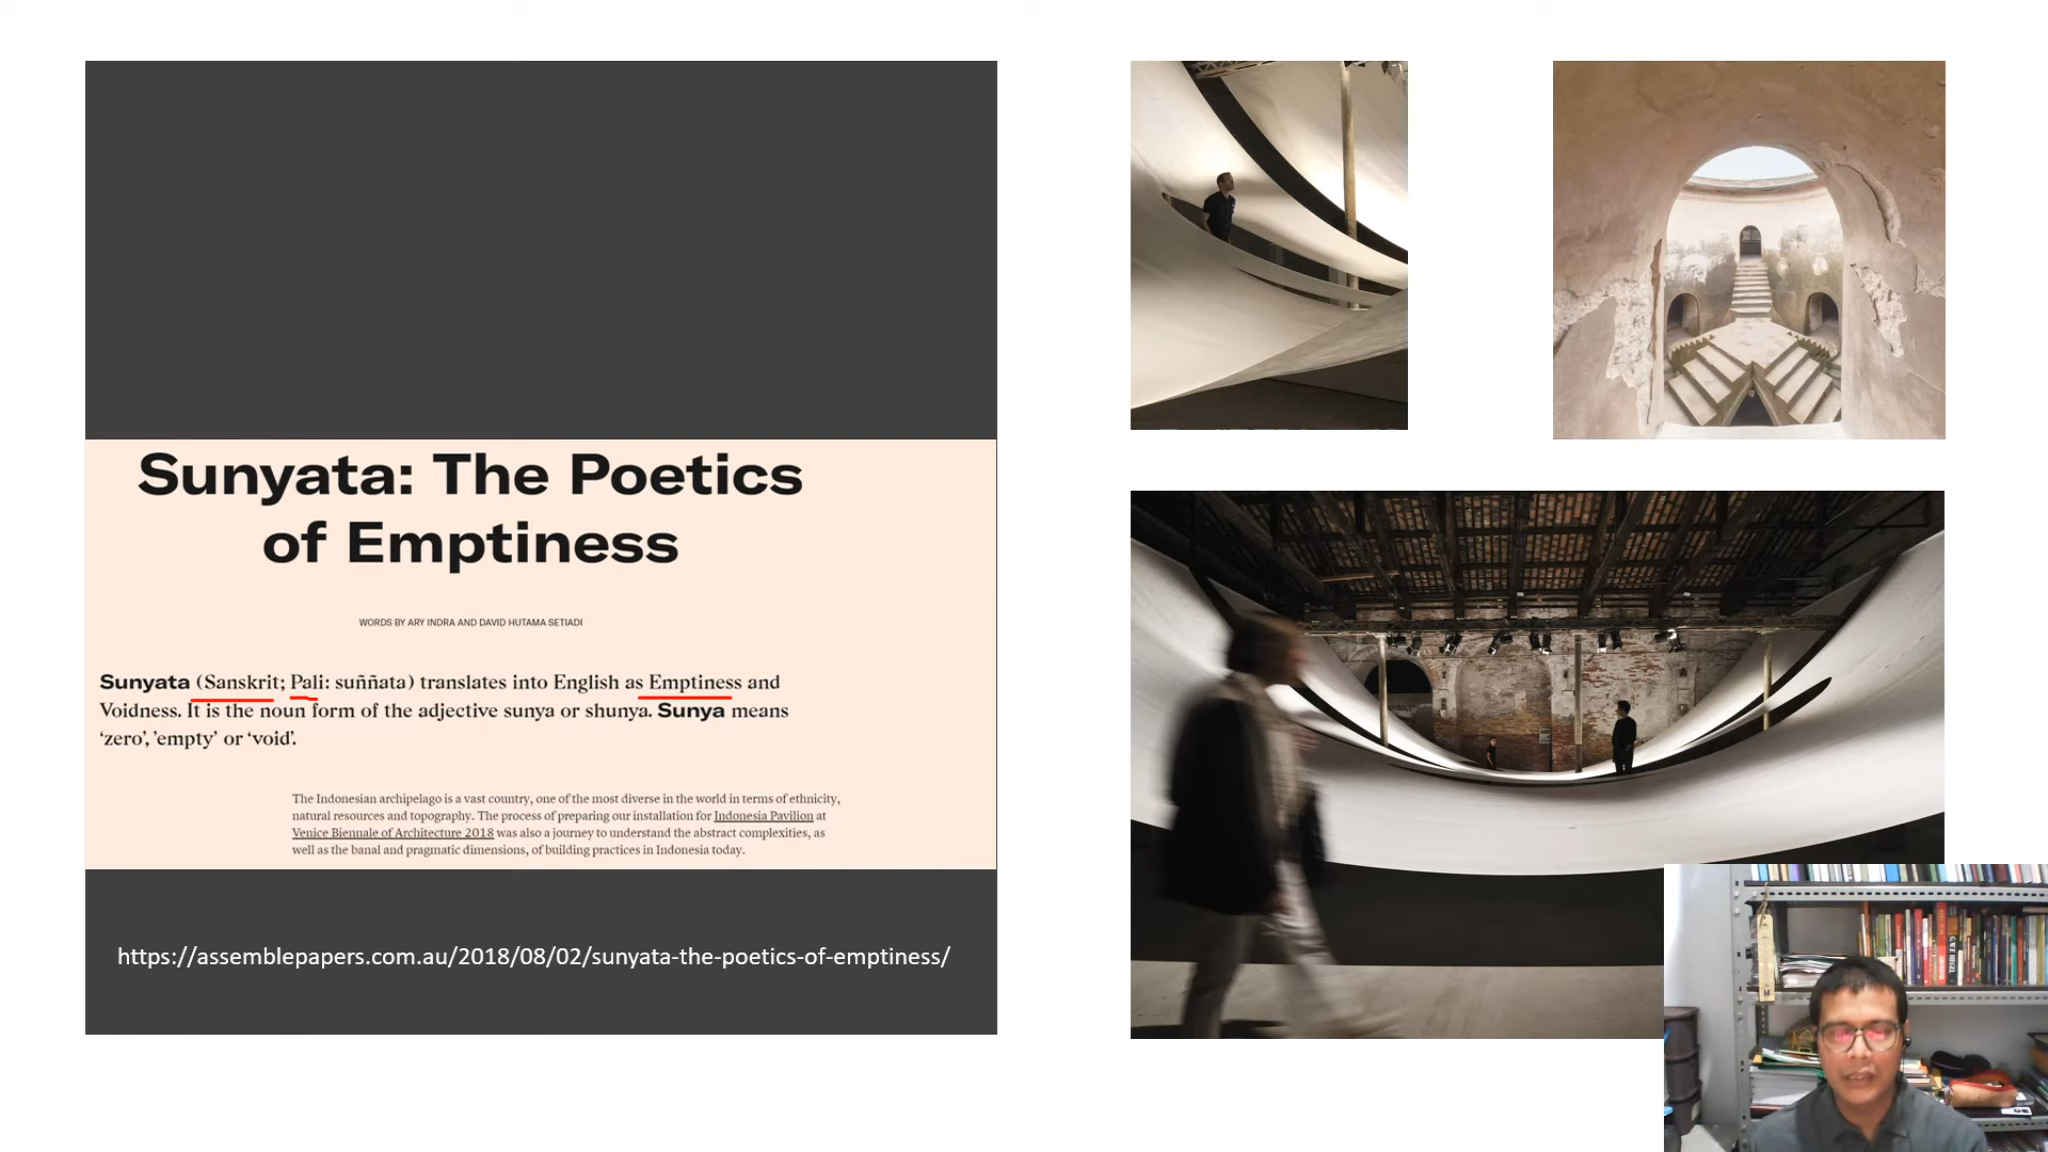 Sunyata: The Poetics
of Emptiness
WORDS BY ARY INDRA AND DAVID HUTAMA SETIADI
Sunyata (Sanskrit; Pali: suññata) translates into English as Emptiness and
Voidness. It is the noun form of the adjective sunya or shunya. Sunya means
‘zero’, ’empty’ or ‘void’.
The Indonesian archipelago is a vast country, one of the most diverse in the world in terms of ethnicity,
natural resources and topography. The process of preparing our installation for Indonesia Pavilion at
Venice Biennale of Architecture 2018 was also a journey to understand the abstract complexities, as
well as the banal and pragmatic dimensions, of building practices in Indonesia today.
https://assemblepapers.com.au/2018/08/02/sunyata-the-poetics-of-emptiness/